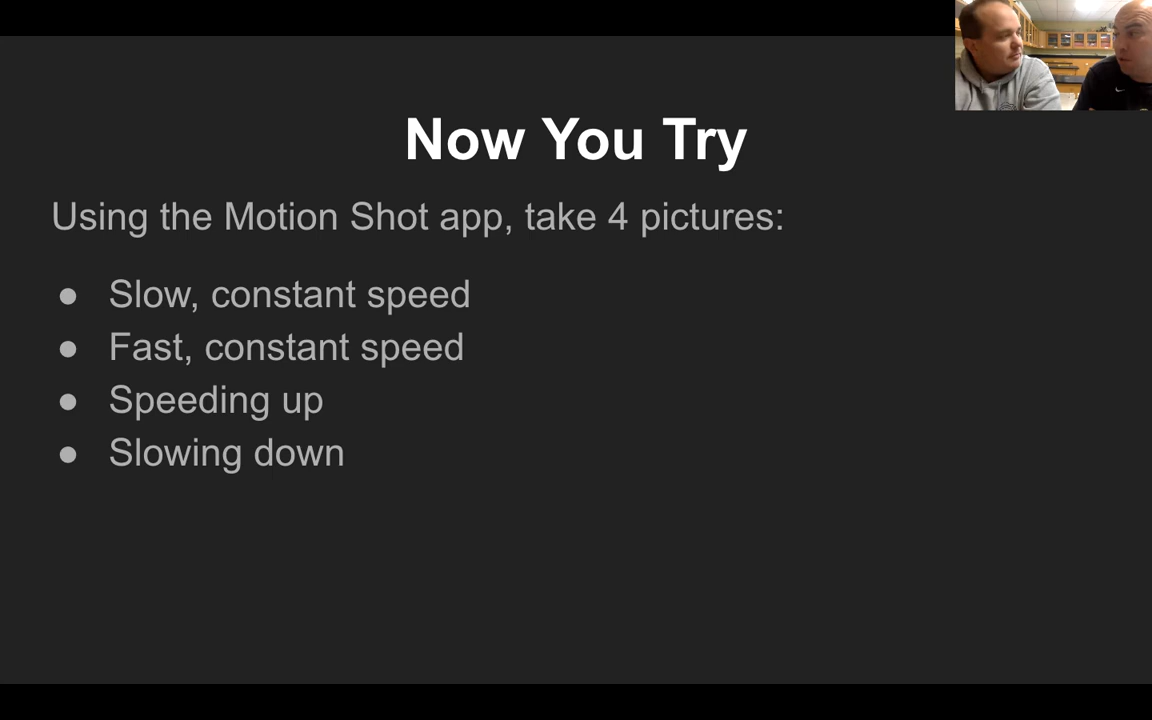 Now You Try
Using the Motion Shot app, take 4 pictures:
● Slow, constant speed
● Fast, constant speed
● Speeding up
● Slowing down